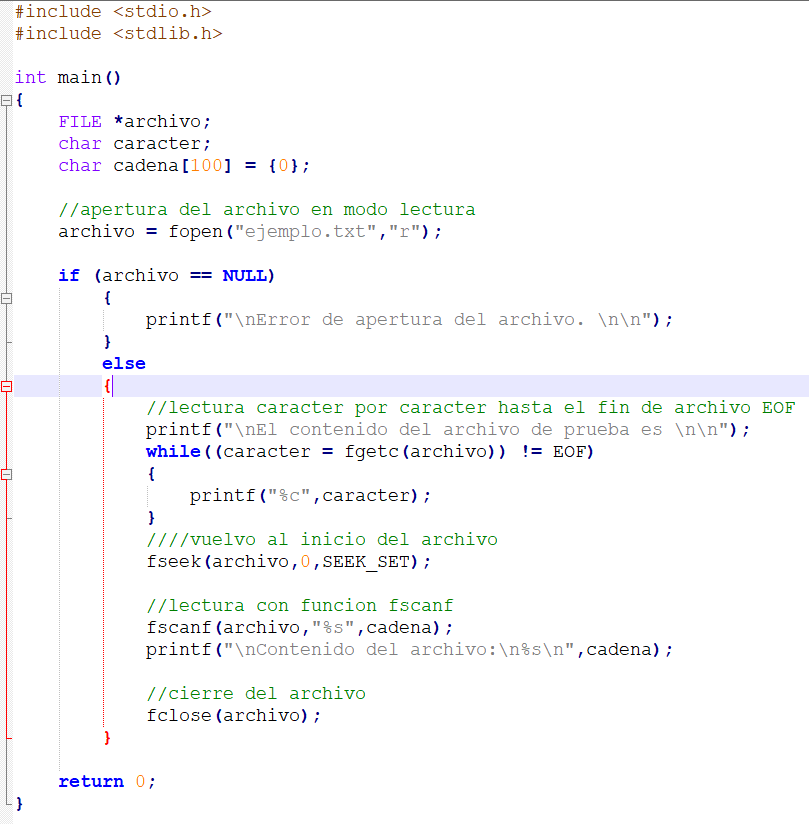 #include <stdio.h>
#include <stdlib.h>
int main()
{
FILE *archivo;
char caracter;
char cadena[100] = {0};
//apertura del archivo en modo lectura
archivo = fopen("ejemplo.txt","r");
if (archivo == NULL)
{
printf("\nError de apertura del archivo. \n\n");
}
else
{
//lectura caracter por caracter hasta el fin de archivo EOF
printf("\nEl contenido del archivo de prueba es \n\n");
while((caracter = fgetc(archivo)) != EOF)
{
printf("%c",caracter);
}
////vuelvo al inicio del archivo
fseek(archivo,0,SEEK_SET);
//lectura con funcion fscanf
fscanf(archivo,"%s",cadena);
printf("\nContenido del archivo:\n%s\n",cadena);
//cierre del archivo
fclose(archivo);
}
return 0;
}